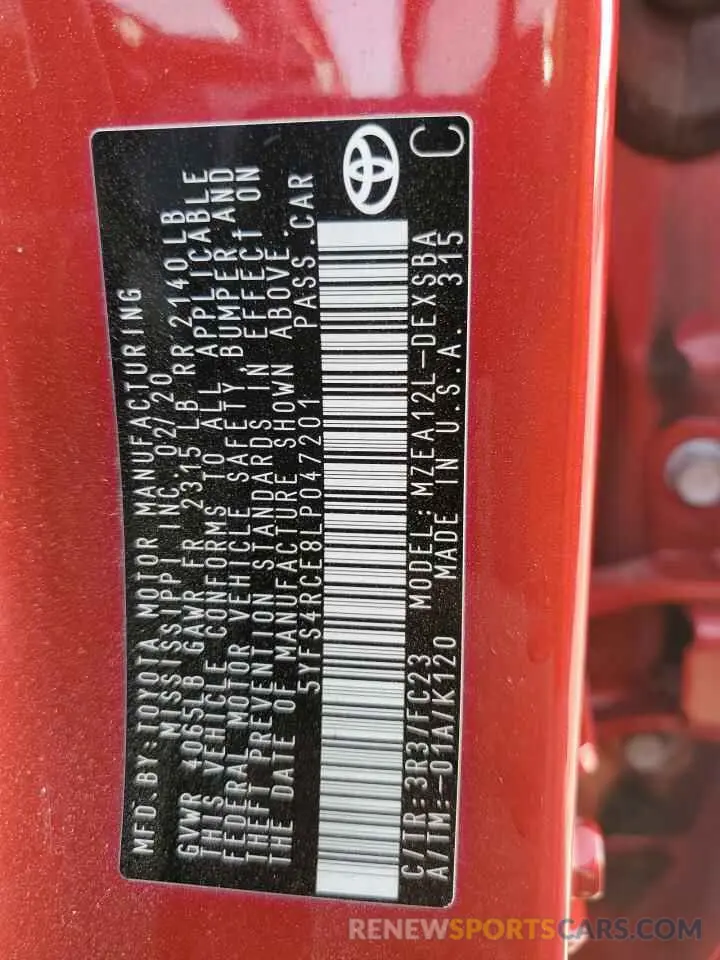 MFD BY:TOYOTA MOTOR MANUFACTURING
MISSISSIPPI INC.02/20
GVWR 4065LB GAWR FR 2315LB RR 2140LB
THIS VEHICLE CONFORMS TO ALL APPLICABLE
FEDERAL MOTOR VEHICLE SAFETY, BUMPER, AND
THEFT PREVENTION STANDARDS IN EFFECT ON
THE DATE OF MANUFACTURE SHOWN ABOVE.
5YFS4RCE8LP047201 PASS.CAR
C/TR:3R3/FC23 MODEL:MZEA12L-DEXSBA
A/TM:-01A/K120 MADE IN U.S.A. 315
C
RENEWSPORTSCARS.COM